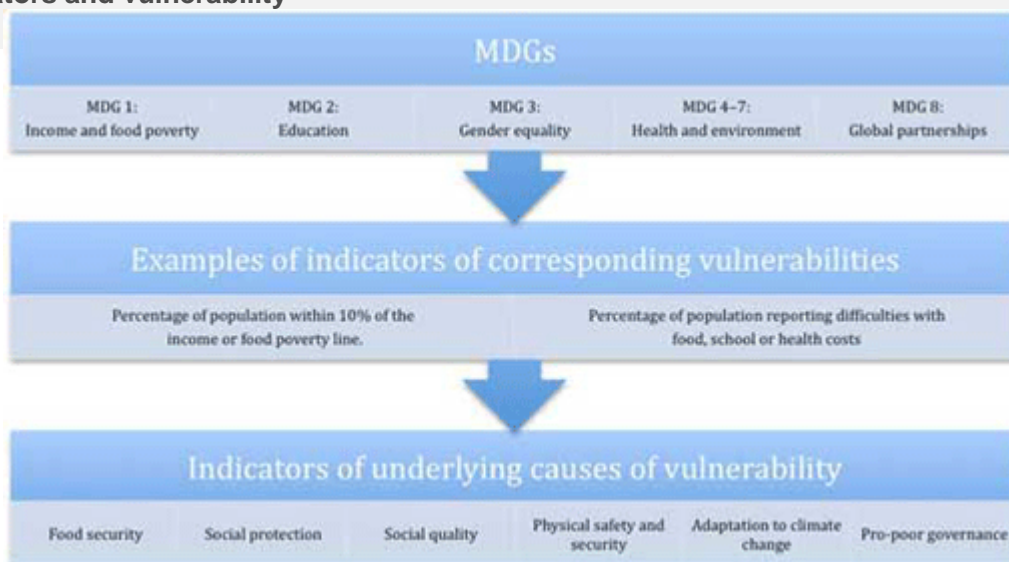 and vulnerability
MDGs
MDG 1:
Income and food poverty
MDG 2:
Education
MDG 3:
Gender equality
MDG 4–7:
Health and environment
MDG 8:
Global partnerships
Examples of indicators of corresponding vulnerabilities
Percentage of population within 10% of the
income or food poverty line.
Percentage of population reporting difficulties with
food, school or health costs
Indicators of underlying causes of vulnerability
Food security
Social protection
Social quality
Physical safety and
security
Adaptation to climate
change
Pro-poor governance